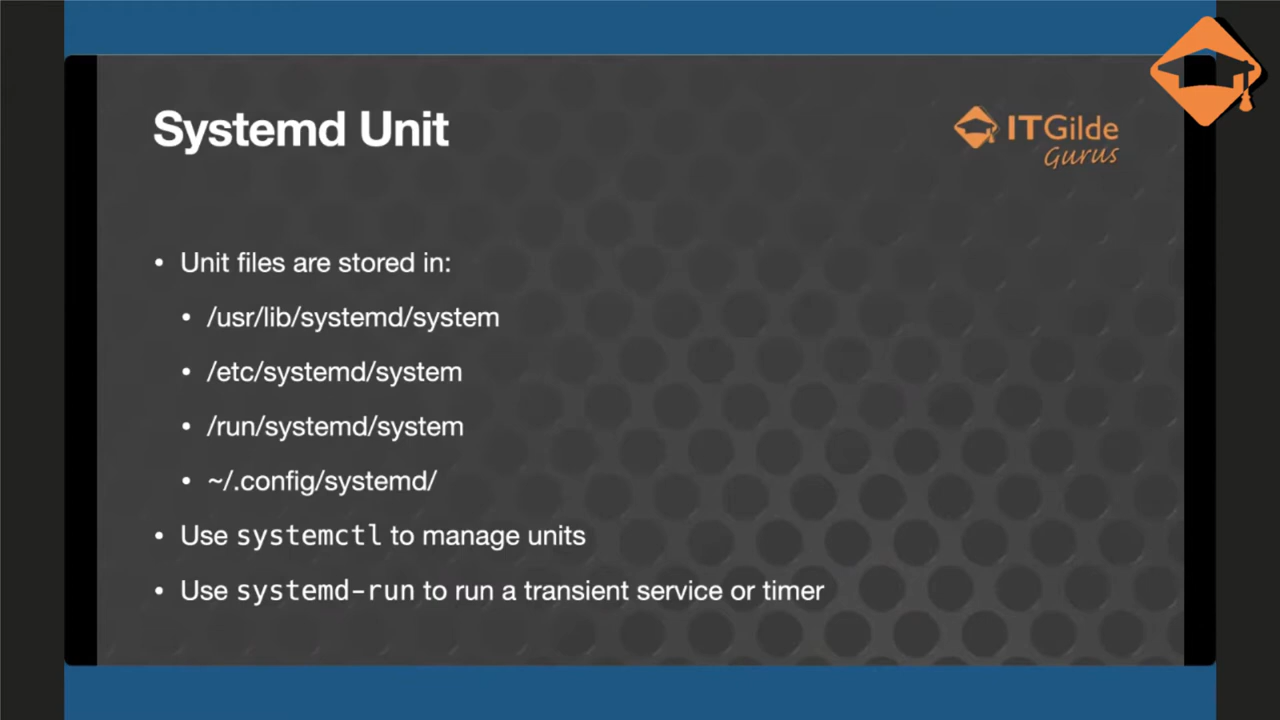 Systemd Unit
ITGilde
Gurus
• Unit files are stored in:
• /usr/lib/systemd/system
• /etc/systemd/system
• /run/systemd/system
• ~/.config/systemd/
• Use systemctl to manage units
• Use systemd-run to run a transient service or timer